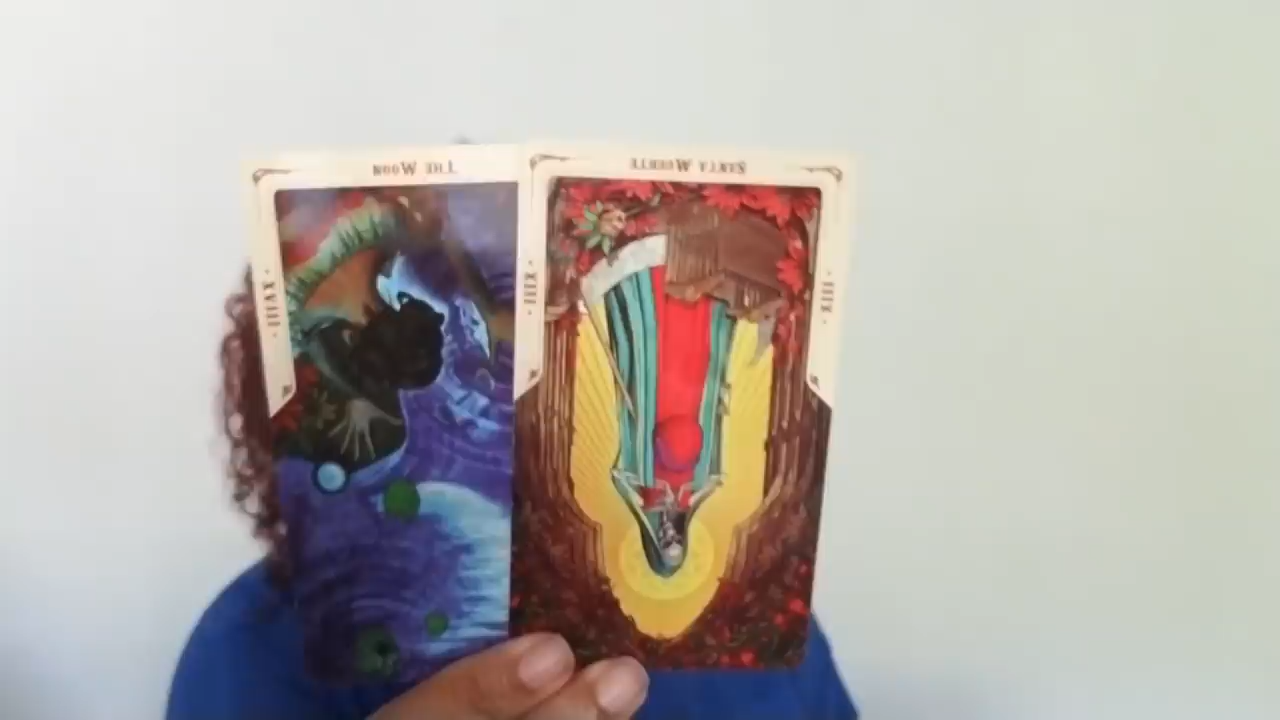 THE MOON
SANTA MUERTE
· XVIII ·
· XIII ·
· XIII ·